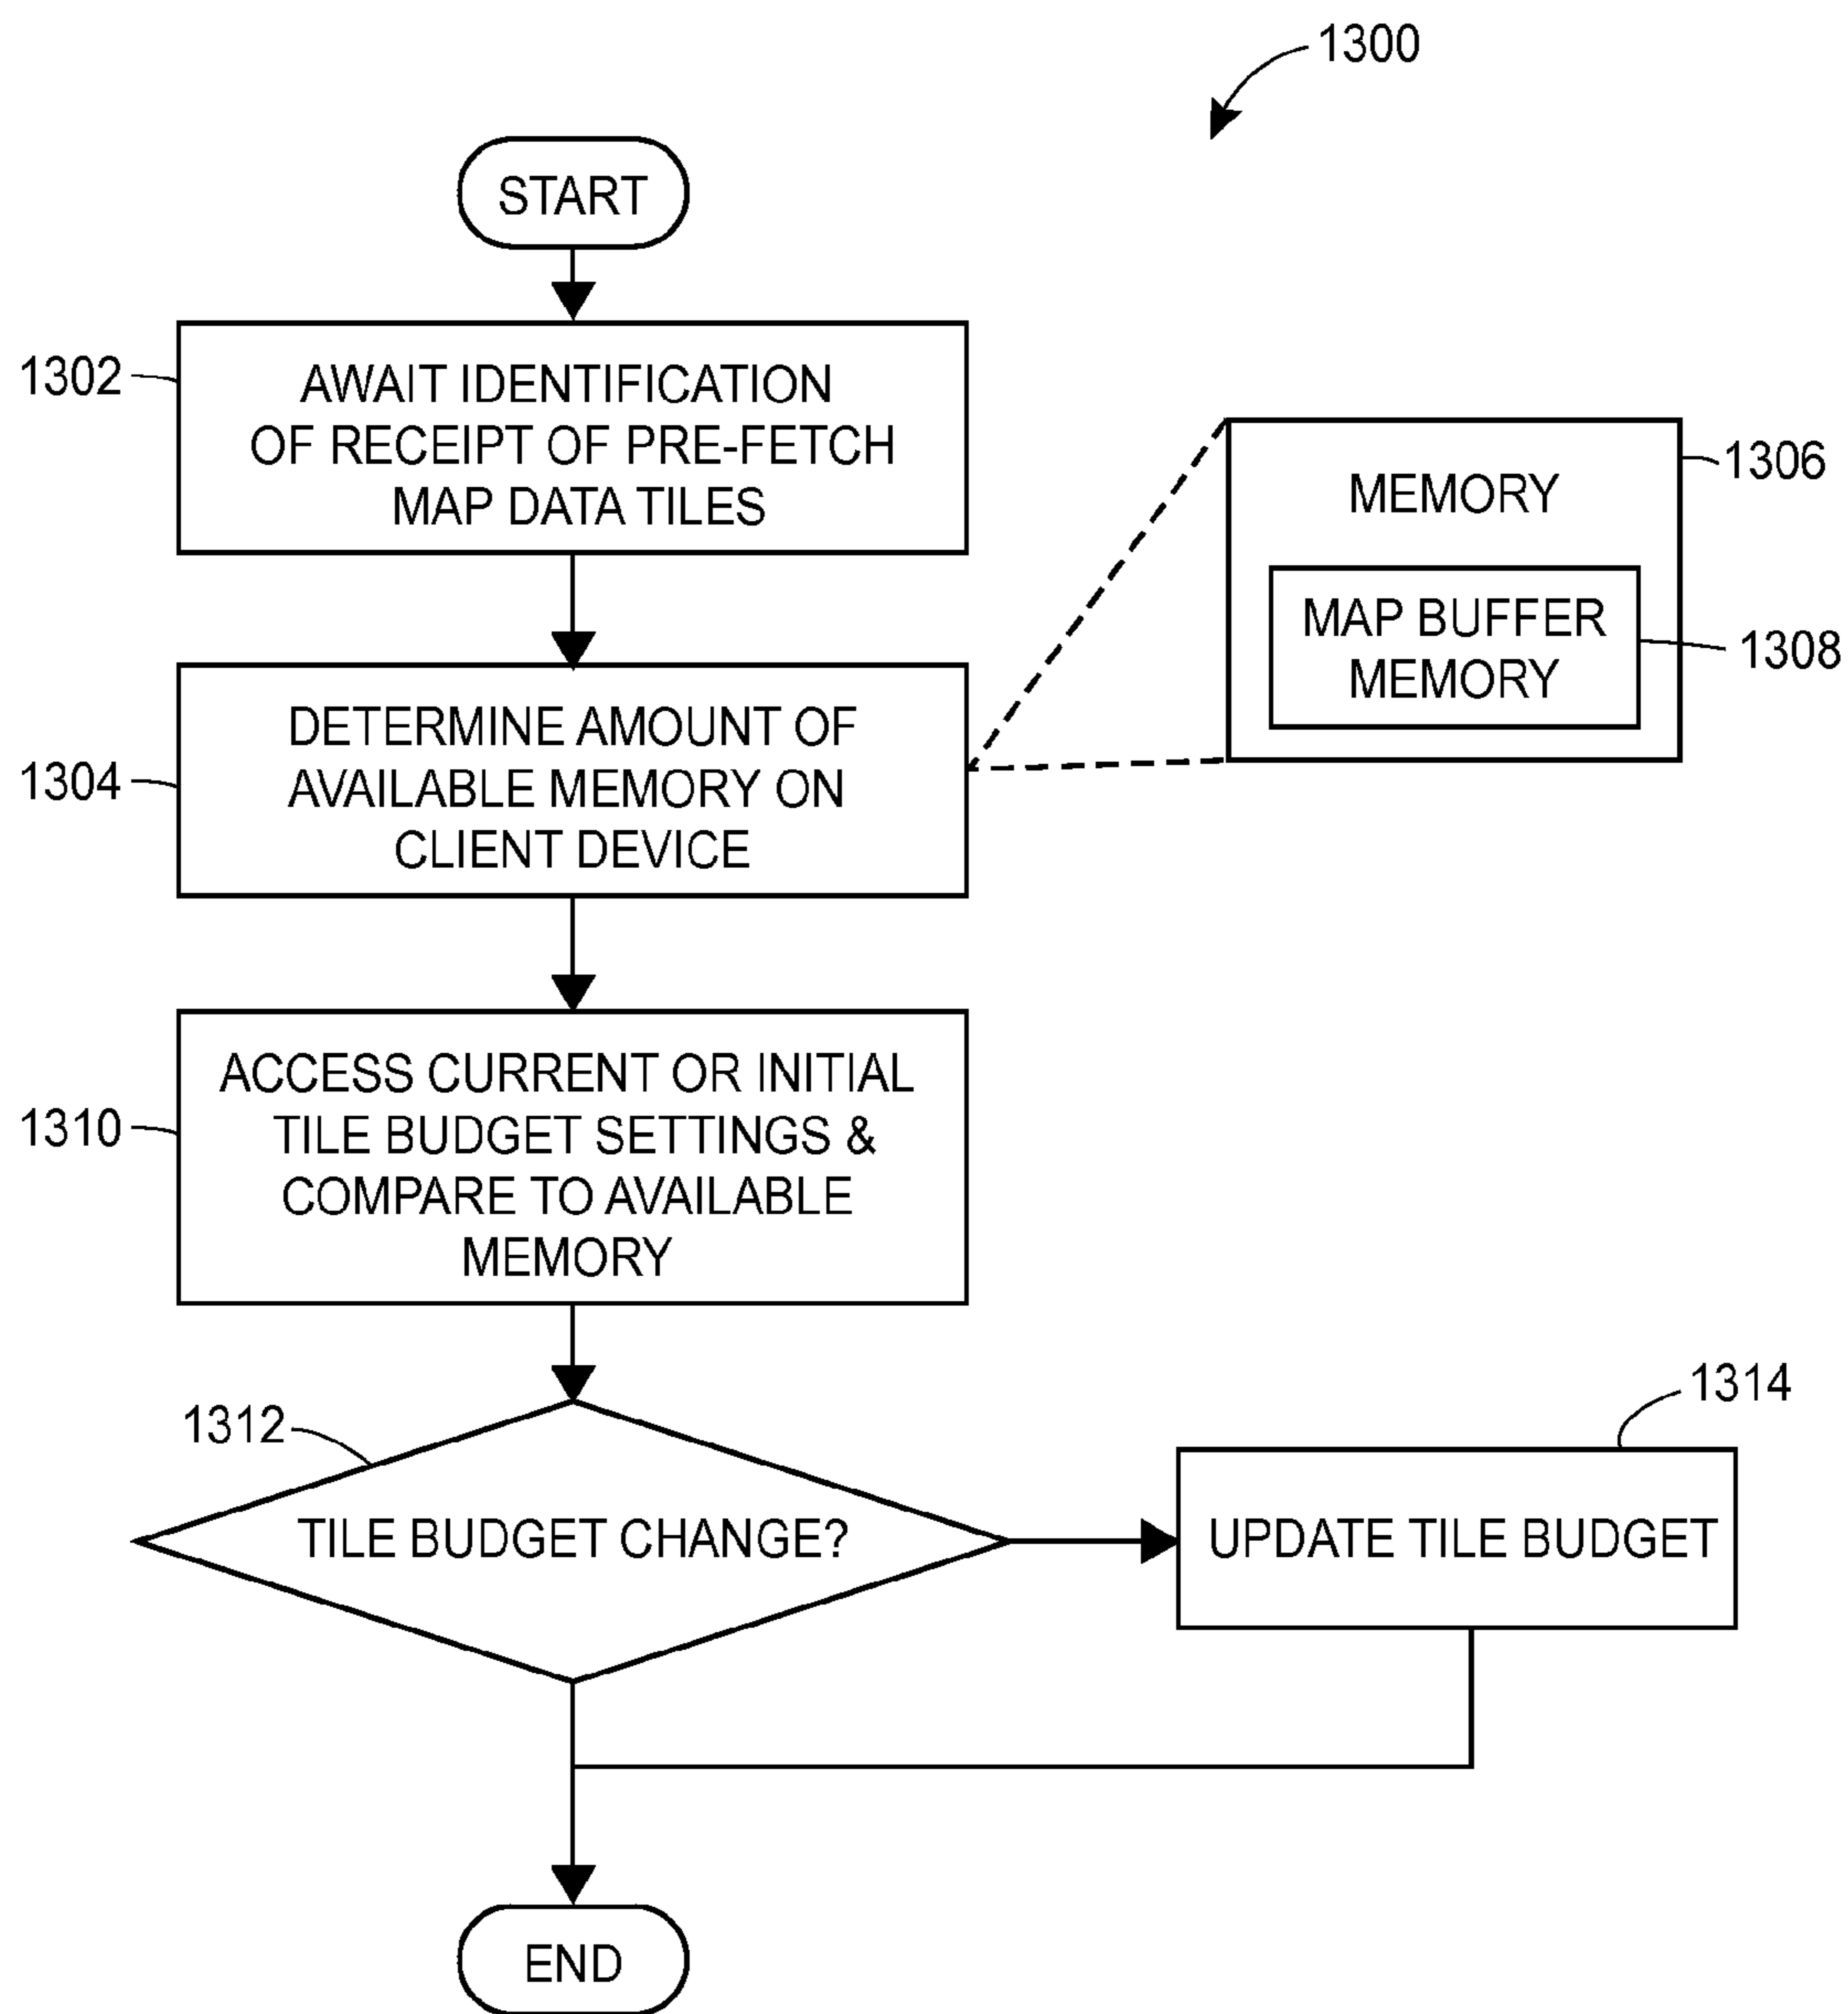 1300
START
1302
AWAIT IDENTIFICATION
OF RECEIPT OF PRE-FETCH
MAP DATA TILES
1306
MEMORY
MAP BUFFER
MEMORY
1308
1304
DETERMINE AMOUNT OF
AVAILABLE MEMORY ON
CLIENT DEVICE
1310
ACCESS CURRENT OR INITIAL
TILE BUDGET SETTINGS &
COMPARE TO AVAILABLE
MEMORY
1312
TILE BUDGET CHANGE?
1314
UPDATE TILE BUDGET
END